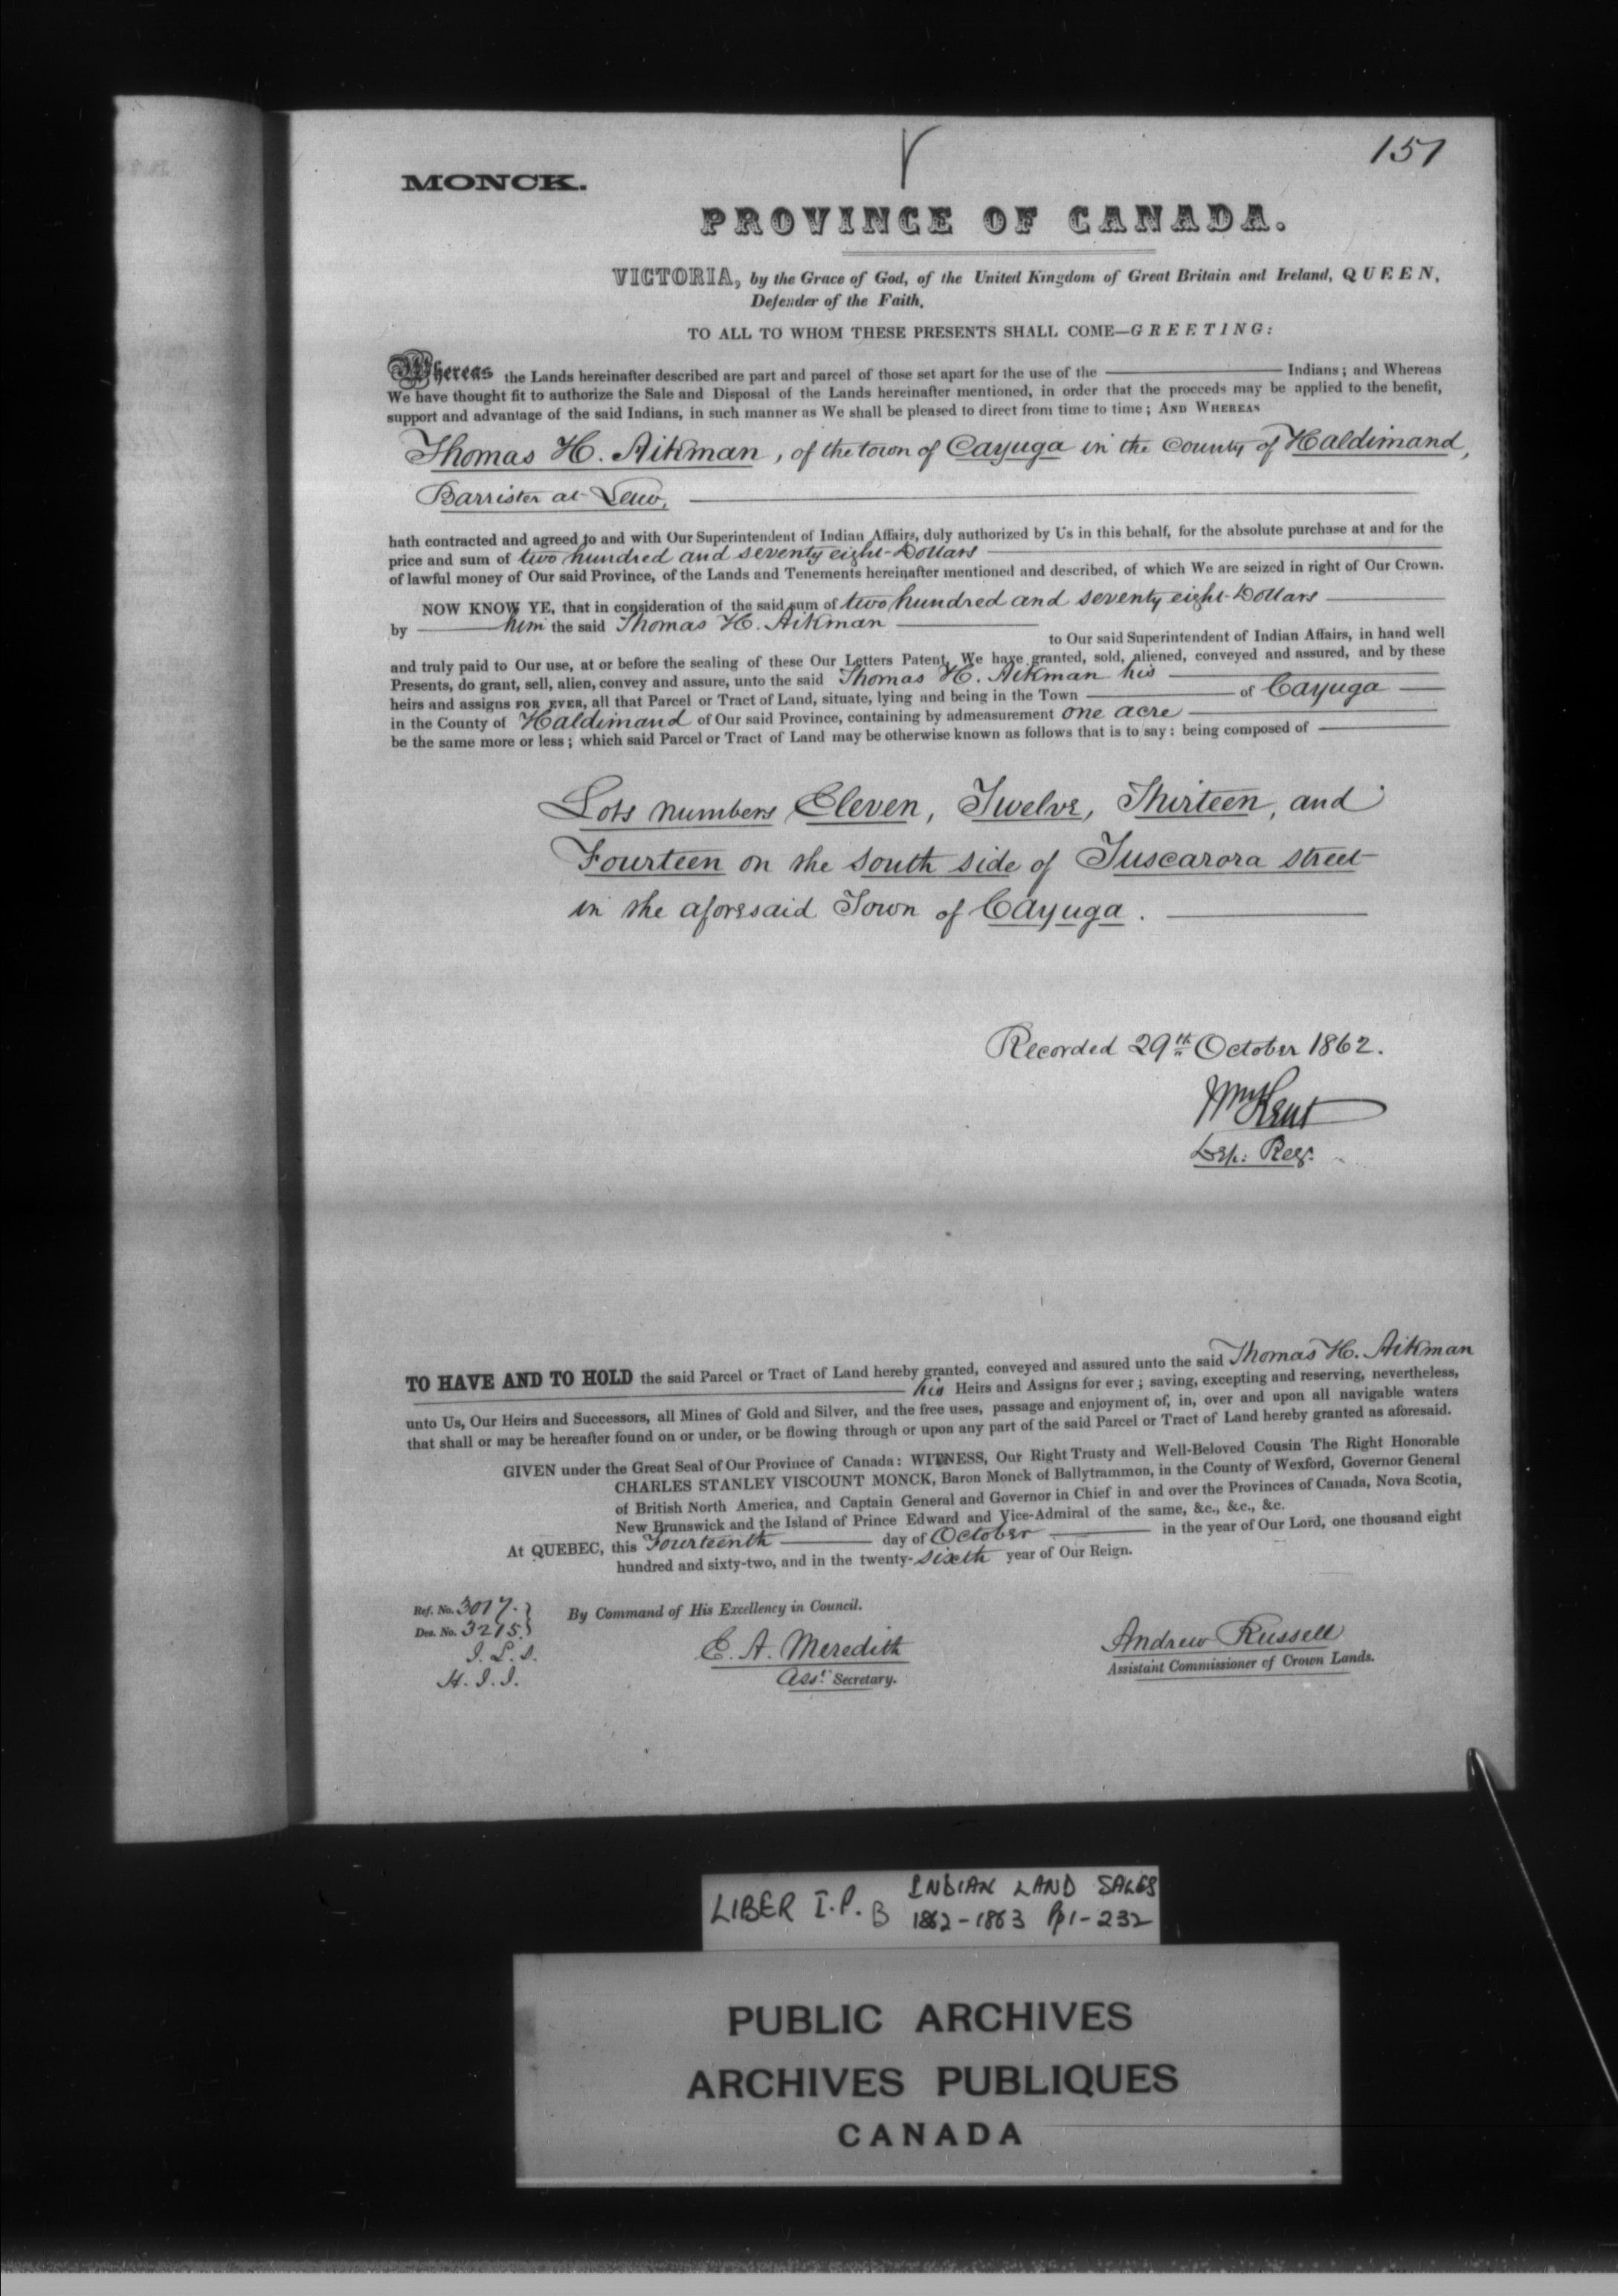 151
MONCK.
PROVINCE OF CANADA.
VICTORIA, by the Grace of God, of the United Kingdom of Great Britain and Ireland, QUEEN,
Defender of the Faith,
TO ALL TO WHOM THESE PRESENTS SHALL COME—GREETING:
Whereas the Lands hereinafter described are part and parcel of those set apart for the use of the Indians; and Whereas
We have thought fit to authorize the Sale and Disposal of the Lands hereinafter mentioned, in order that the proceeds may be applied to the benefit,
support and advantage of the said Indians, in such manner as We shall be pleased to direct from time to time; AND WHEREAS
Thomas H. Aikman, of the town of Cayuga in the County of Haldimand,
Barrister at Law,
hath contracted and agreed to and with Our Superintendent of Indian Affairs, duly authorized by Us in this behalf, for the absolute purchase at and for the
price and sum of two hundred and seventy eight Dollars
of lawful money of Our said Province, of the Lands and Tenements hereinafter mentioned and described, of which We are seized in right of Our Crown.
NOW KNOW YE, that in consideration of the said sum of two hundred and seventy eight Dollars
by him the said Thomas H. Aikman to Our said Superintendent of Indian Affairs, in hand well
and truly paid to Our use, at or before the sealing of these Our Letters Patent, We have granted, sold, aliened, conveyed and assured, and by these
Presents, do grant, sell, alien, convey and assure, unto the said Thomas H. Aikman his
heirs and assigns FOR EVER, all that Parcel or Tract of Land, situate, lying and being in the Town of Cayuga
in the County of Haldimand of Our said Province, containing by admeasurement one acre
be the same more or less; which said Parcel or Tract of Land may be otherwise known as follows that is to say: being composed of
Lots numbers Eleven, Twelve, Thirteen, and
Fourteen on the south side of Tuscarora street
in the aforesaid Town of Cayuga.
Recorded 29th October 1862.
Wm Kent
Dep: Regr.
TO HAVE AND TO HOLD the said Parcel or Tract of Land hereby granted, conveyed and assured unto the said Thomas H. Aikman
his Heirs and Assigns for ever; saving, excepting and reserving, nevertheless,
unto Us, Our Heirs and Successors, all Mines of Gold and Silver, and the free uses, passage and enjoyment of, in, over and upon all navigable waters
that shall or may be hereafter found on or under, or be flowing through or upon any part of the said Parcel or Tract of Land hereby granted as aforesaid.
GIVEN under the Great Seal of Our Province of Canada: WITNESS, Our Right Trusty and Well-Beloved Cousin The Right Honorable
CHARLES STANLEY VISCOUNT MONCK, Baron Monck of Ballytrammon, in the County of Wexford, Governor General
of British North America, and Captain General and Governor in Chief in and over the Provinces of Canada, Nova Scotia,
New Brunswick and the Island of Prince Edward and Vice-Admiral of the same, &c., &c., &c.
At QUEBEC, this Fourteenth day of October in the year of Our Lord, one thousand eight
hundred and sixty-two, and in the twenty-sixth year of Our Reign.
Ref. No. 3017.
Des. No. 3215.
I. L. S.
H. I. I.
By Command of His Excellency in Council.
E. A. Meredith
Asst. Secretary.
Andrew Russell
Assistant Commissioner of Crown Lands.
LIBER I.P. B INDIAN LAND SALES
1862-1863 Pp 1-232
PUBLIC ARCHIVES
ARCHIVES PUBLIQUES
CANADA